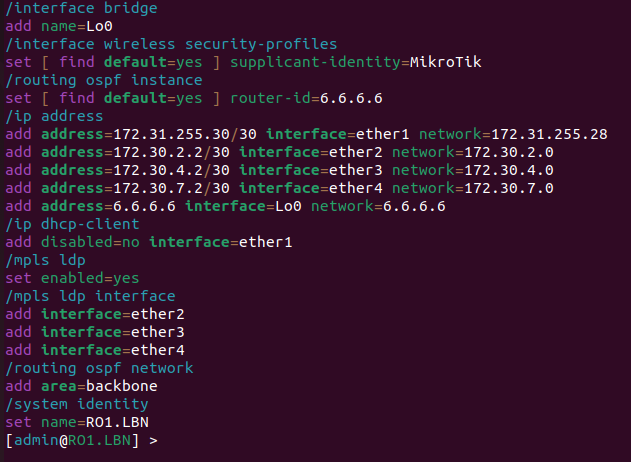 /interface bridge
add name=Lo0
/interface wireless security-profiles
set [ find default=yes ] supplicant-identity=MikroTik
/routing ospf instance
set [ find default=yes ] router-id=6.6.6.6
/ip address
add address=172.31.255.30/30 interface=ether1 network=172.31.255.28
add address=172.30.2.2/30 interface=ether2 network=172.30.2.0
add address=172.30.4.2/30 interface=ether3 network=172.30.4.0
add address=172.30.7.2/30 interface=ether4 network=172.30.7.0
add address=6.6.6.6 interface=Lo0 network=6.6.6.6
/ip dhcp-client
add disabled=no interface=ether1
/mpls ldp
set enabled=yes
/mpls ldp interface
add interface=ether2
add interface=ether3
add interface=ether4
/routing ospf network
add area=backbone
/system identity
set name=RO1.LBN
[admin@RO1.LBN] >